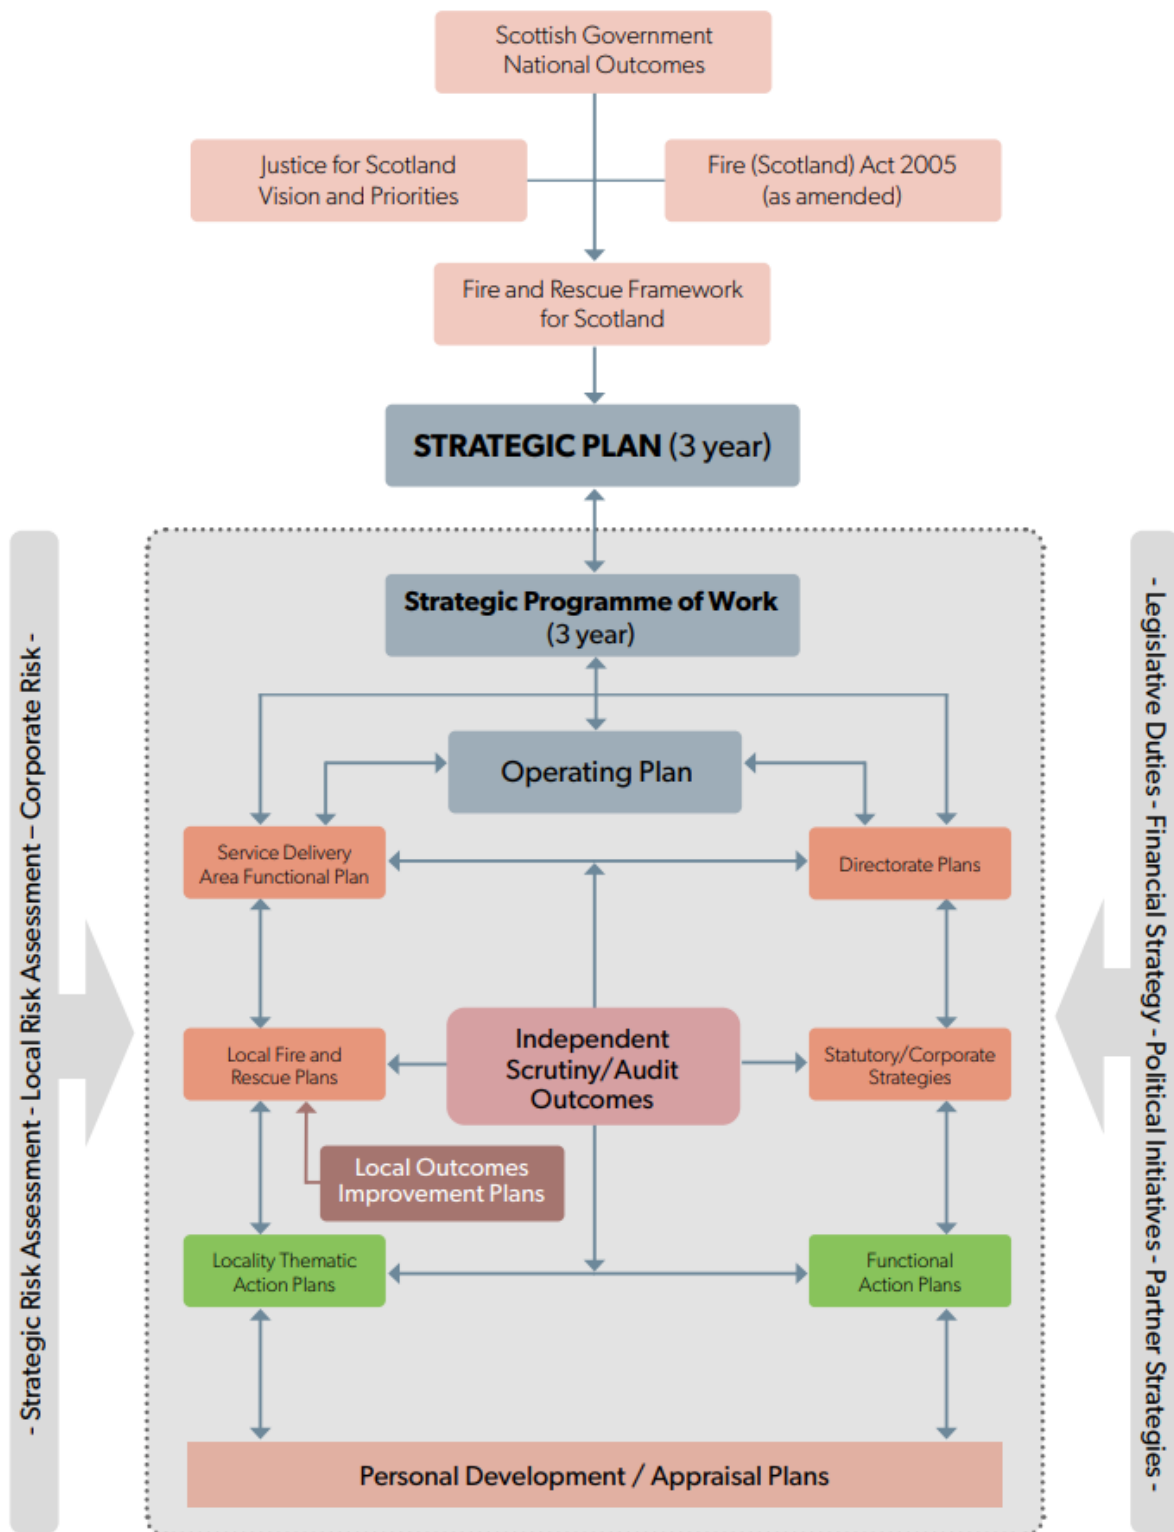 Scottish Government
National Outcomes
Justice for Scotland
Vision and Priorities
Fire (Scotland) Act 2005
(as amended)
Fire and Rescue Framework
for Scotland
STRATEGIC PLAN (3 year)
Strategic Programme of Work
(3 year)
Operating Plan
Service Delivery
Area Functional Plan
Directorate Plans
Independent
Scrutiny/Audit
Outcomes
Local Fire and
Rescue Plans
Statutory/Corporate
Strategies
Local Outcomes
Improvement Plans
Locality Thematic
Action Plans
Functional
Action Plans
Personal Development / Appraisal Plans
- Strategic Risk Assessment - Local Risk Assessment – Corporate Risk -
- Legislative Duties - Financial Strategy - Political Initiatives - Partner Strategies -